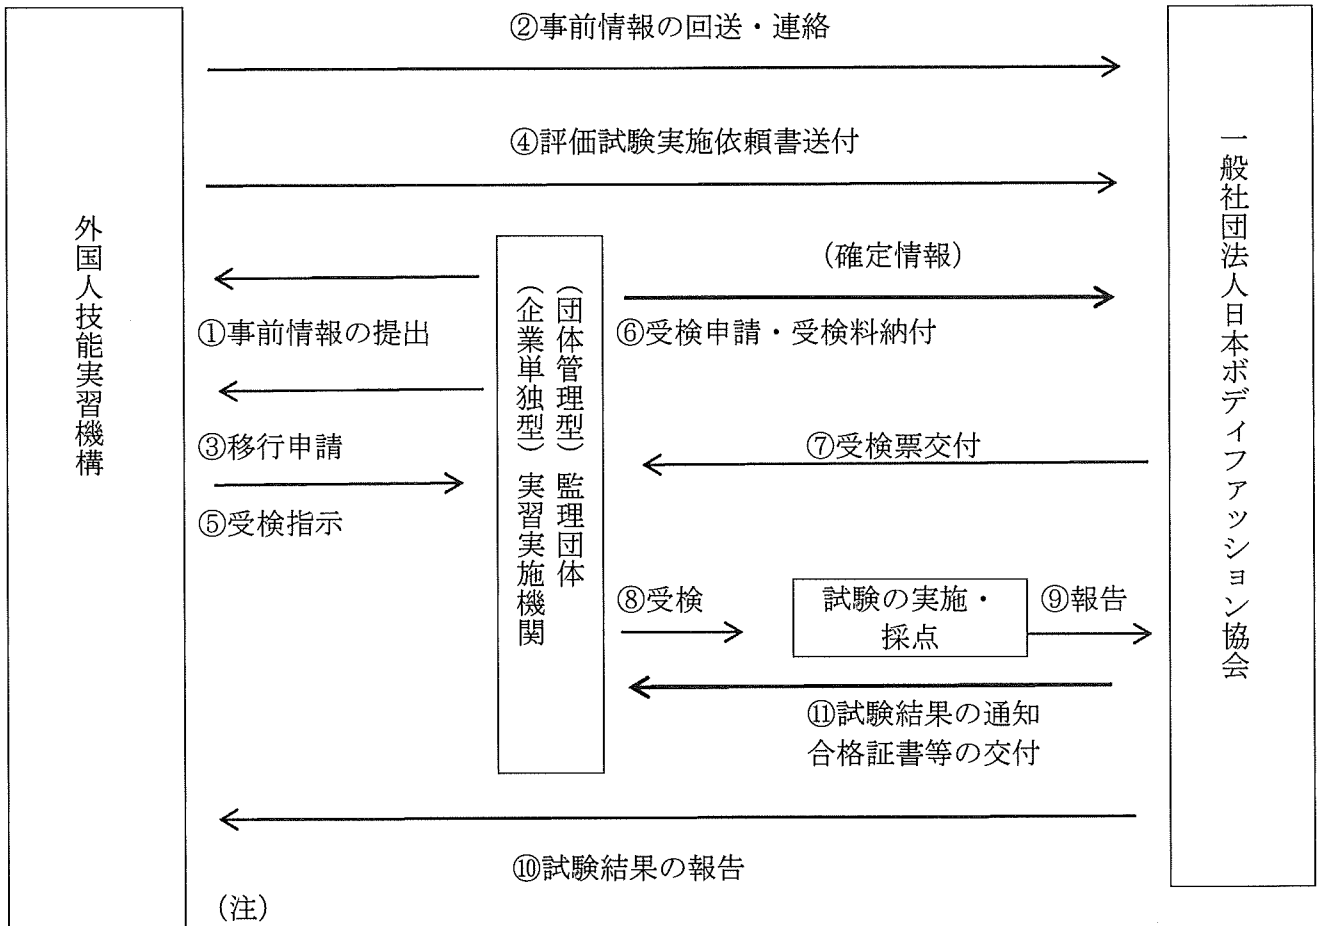 ②事前情報の回送・連絡
④評価試験実施依頼書送付
外国人技能実習機構
一般社団法人日本ボディファッション協会
(団体管理型) 監理団体
(企業単独型) 実習実施機関
(確定情報)
①事前情報の提出
⑥受検申請・受検料納付
③移行申請
⑦受検票交付
⑤受検指示
⑧受検
試験の実施・
採点
⑨報告
⑪試験結果の通知
合格証書等の交付
⑩試験結果の報告
(注)